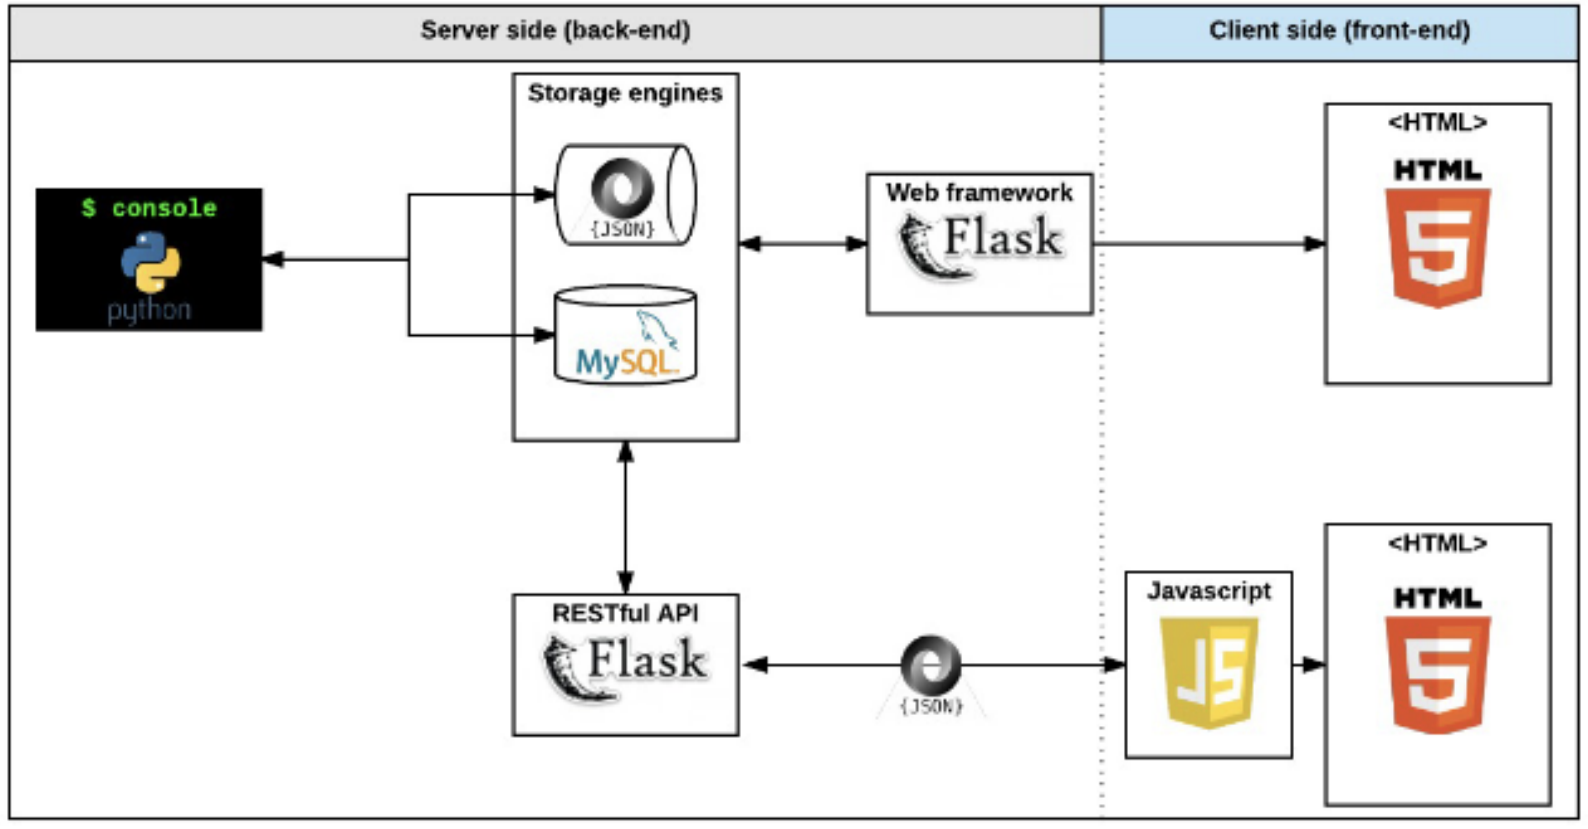 Server side (back-end)
Client side (front-end)
Storage engines
{JSON}
MySQL
$ console
python
Web framework
Flask
<HTML>
HTML
5
RESTful API
Flask
{JSON}
Javascript
JS
<HTML>
HTML
5